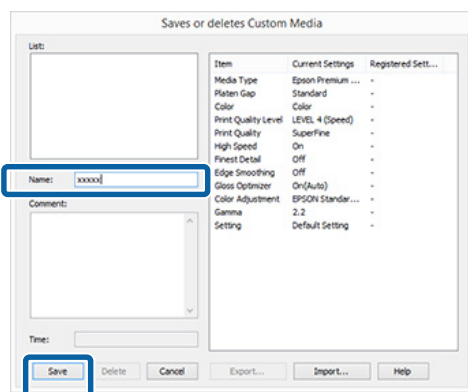 Saves or deletes Custom Media
List:
Item Current Settings Registered Sett...
Media Type Epson Premium ... -
Platen Gap Standard -
Color Color -
Print Quality Level LEVEL 4 (Speed) -
Print Quality SuperFine -
High Speed On -
Finest Detail Off -
Edge Smoothing Off -
Gloss Optimizer On(Auto) -
Color Adjustment EPSON Standar... -
Gamma 2.2 -
Setting Default Setting -
Name: xxxxx
Comment:
Time:
Save Delete Cancel Export... Import... Help